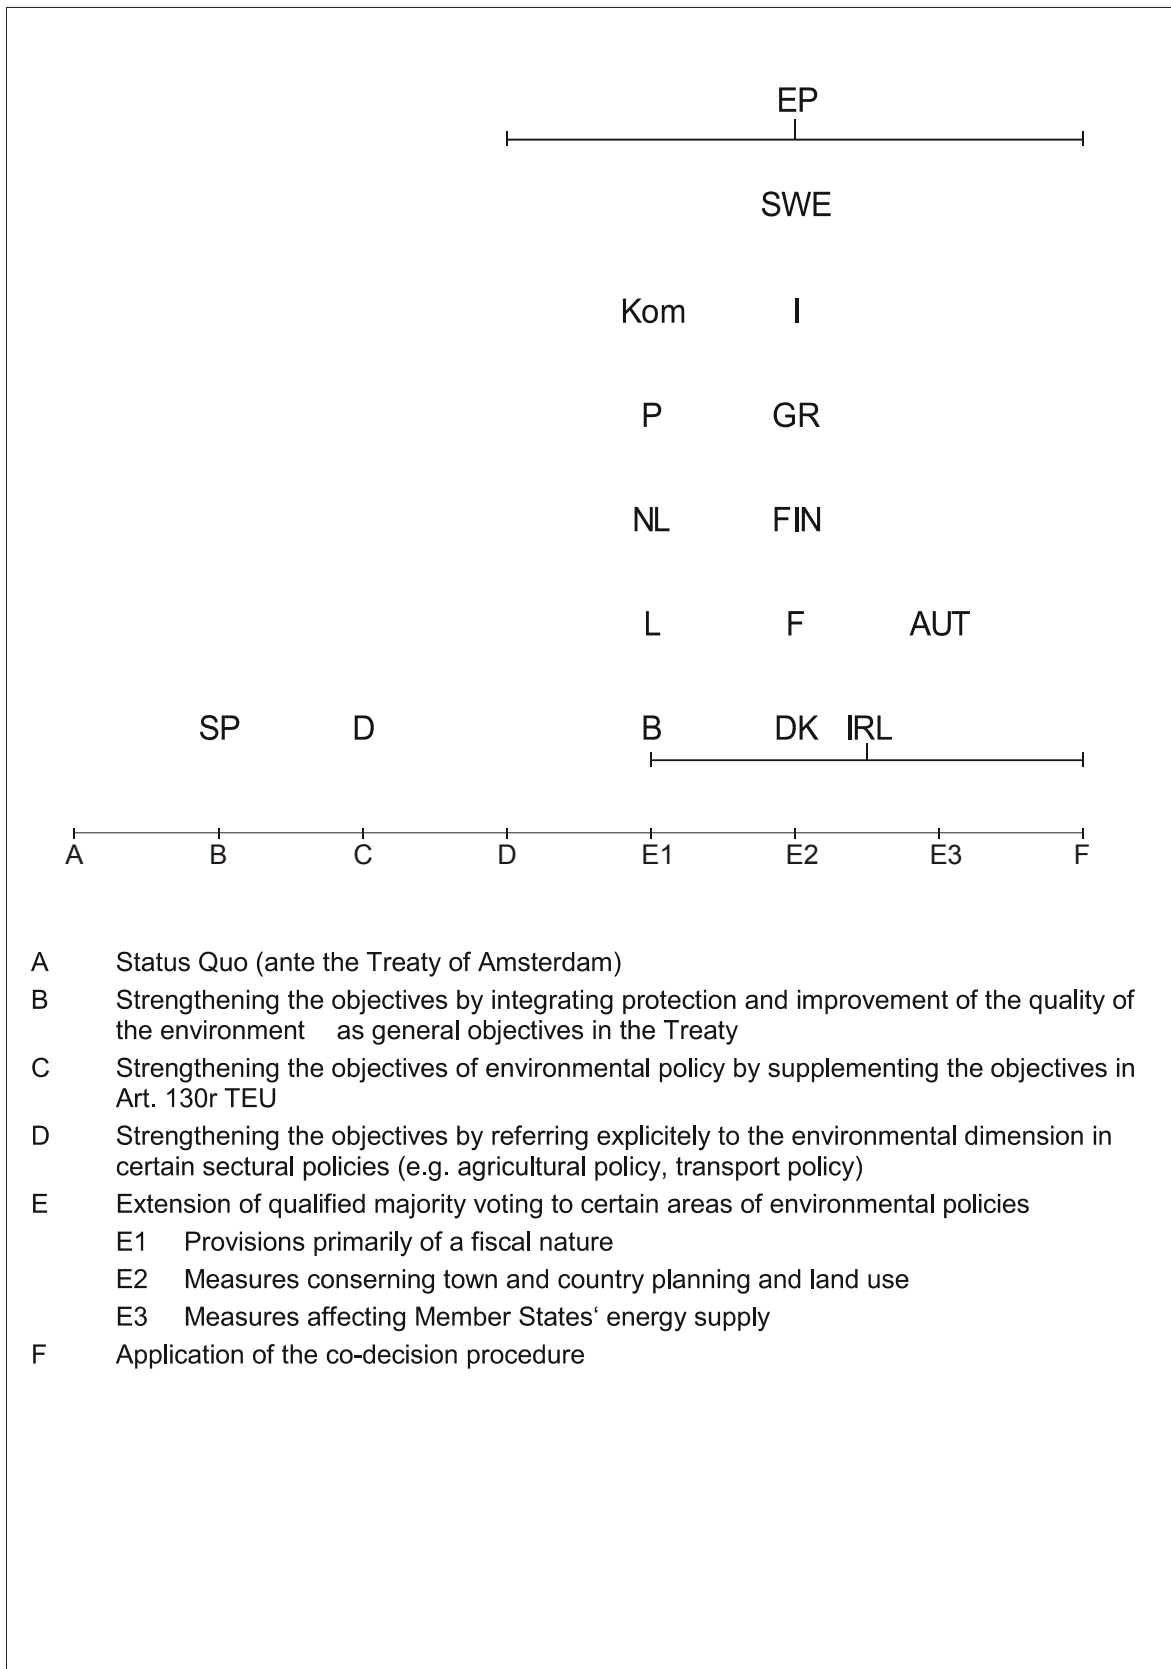 EP
SWE
Kom I
P GR
NL FIN
L F AUT
SP D B DK IRL
A B C D E1 E2 E3 F
A Status Quo (ante the Treaty of Amsterdam)
B Strengthening the objectives by integrating protection and improvement of the quality of
the environment as general objectives in the Treaty
C Strengthening the objectives of environmental policy by supplementing the objectives in
Art. 130r TEU
D Strengthening the objectives by referring explicitely to the environmental dimension in
certain sectural policies (e.g. agricultural policy, transport policy)
E Extension of qualified majority voting to certain areas of environmental policies
E1 Provisions primarily of a fiscal nature
E2 Measures conserning town and country planning and land use
E3 Measures affecting Member States‘ energy supply
F Application of the co-decision procedure